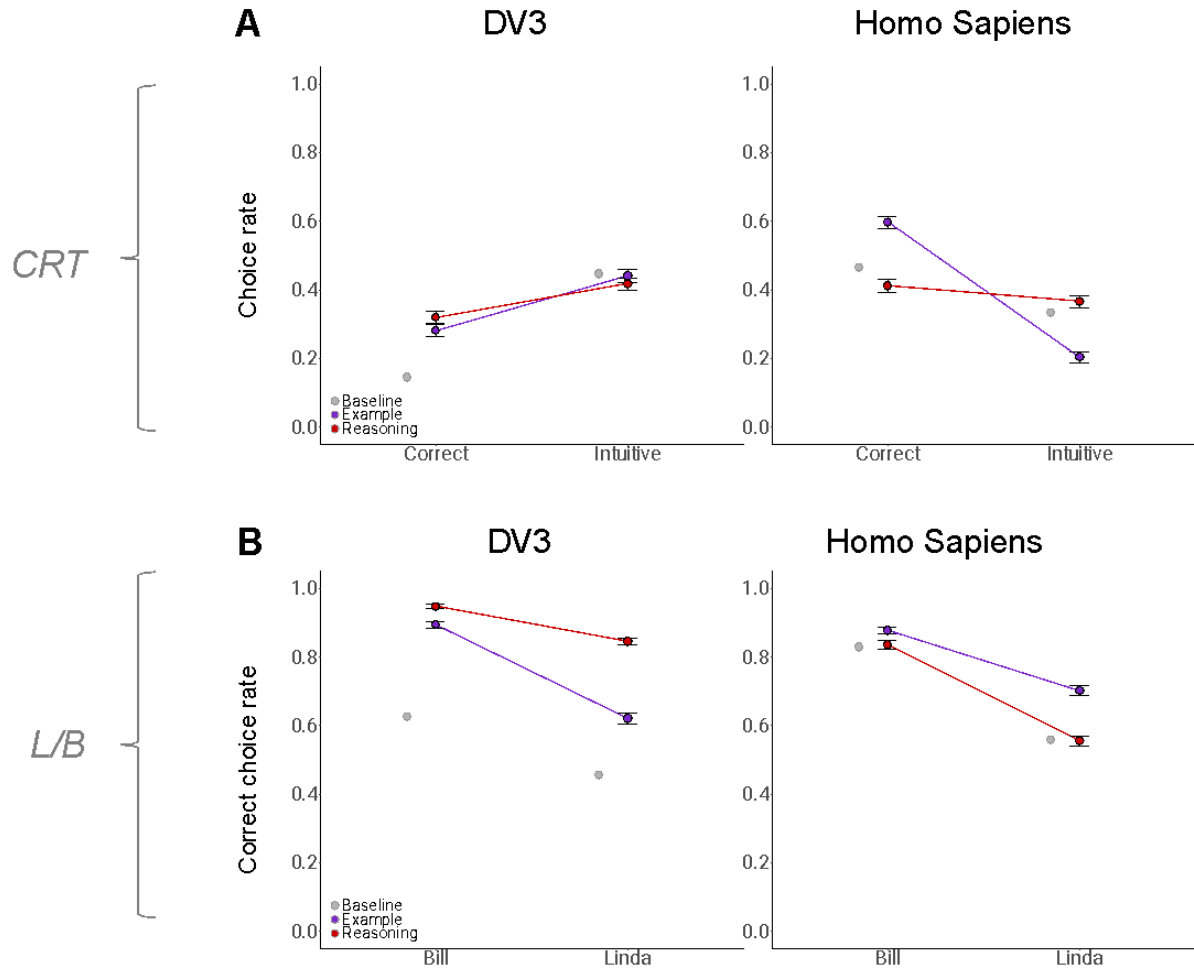 A
DV3
Homo Sapiens
CRT
Choice rate
1.0
0.8
0.6
0.4
0.2
0.0
Baseline
Example
Reasoning
Correct
Intuitive
1.0
0.8
0.6
0.4
0.2
0.0
Correct
Intuitive
B
DV3
Homo Sapiens
L/B
Correct choice rate
1.0
0.8
0.6
0.4
0.2
0.0
Baseline
Example
Reasoning
Bill
Linda
1.0
0.8
0.6
0.4
0.2
0.0
Bill
Linda